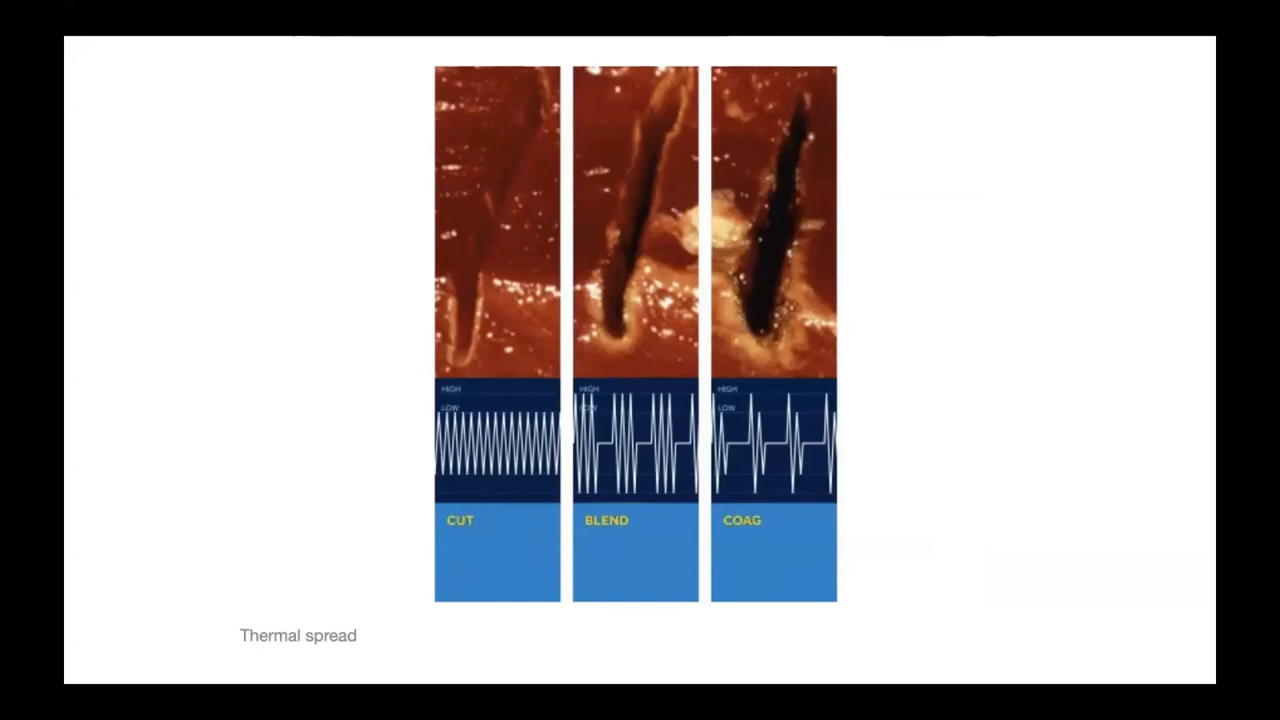 HIGH
LOW
HIGH
LOW
HIGH
LOW
CUT
BLEND
COAG
Thermal spread